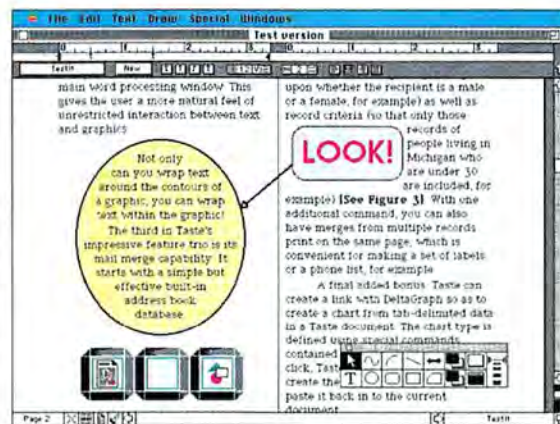 File Edit Text Draw Special Windows
Test version
New
main word processing window. This
gives the user a more natural feel of
unrestricted interaction between text
and graphics
Not only
can you wrap text
around the contours of
a graphic, you can wrap
text within the graphic!
The third in Taste's
impressive feature trio is its
mail merge capability. It
starts with a simple but
effective built-in
address book
database.
upon whether the recipient is a male
or a female, for example) as well as
record criteria (so that only those
records of
people living in
Michigan who
are under 30
are included, for
example) [See Figure 3]. With one
additional command, you can also
have merges from multiple records
print on the same page, which is
convenient for making a set of labels
or a phone list, for example
LOOK!
A final added bonus: Taste can
create a link with DeltaGraph so as to
create a chart from tab-delimited data
in a Taste document. The chart type is
defined using special commands
contained
click, Tast
create the
paste it back in to the current
document
T
Page 2